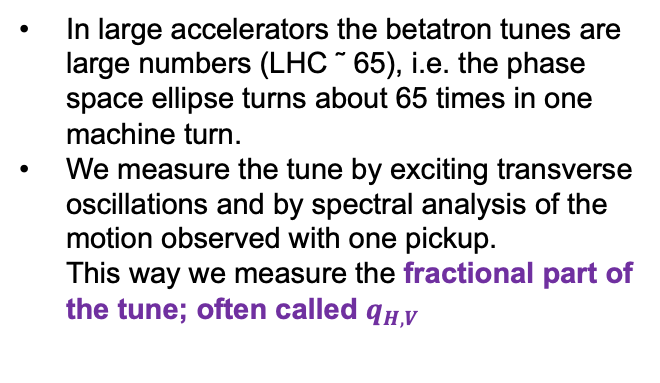 • In large accelerators the betatron tunes are
large numbers (LHC ˜ 65), i.e. the phase
space ellipse turns about 65 times in one
machine turn.
• We measure the tune by exciting transverse
oscillations and by spectral analysis of the
motion observed with one pickup.
This way we measure the fractional part of
the tune; often called q_{H,V}